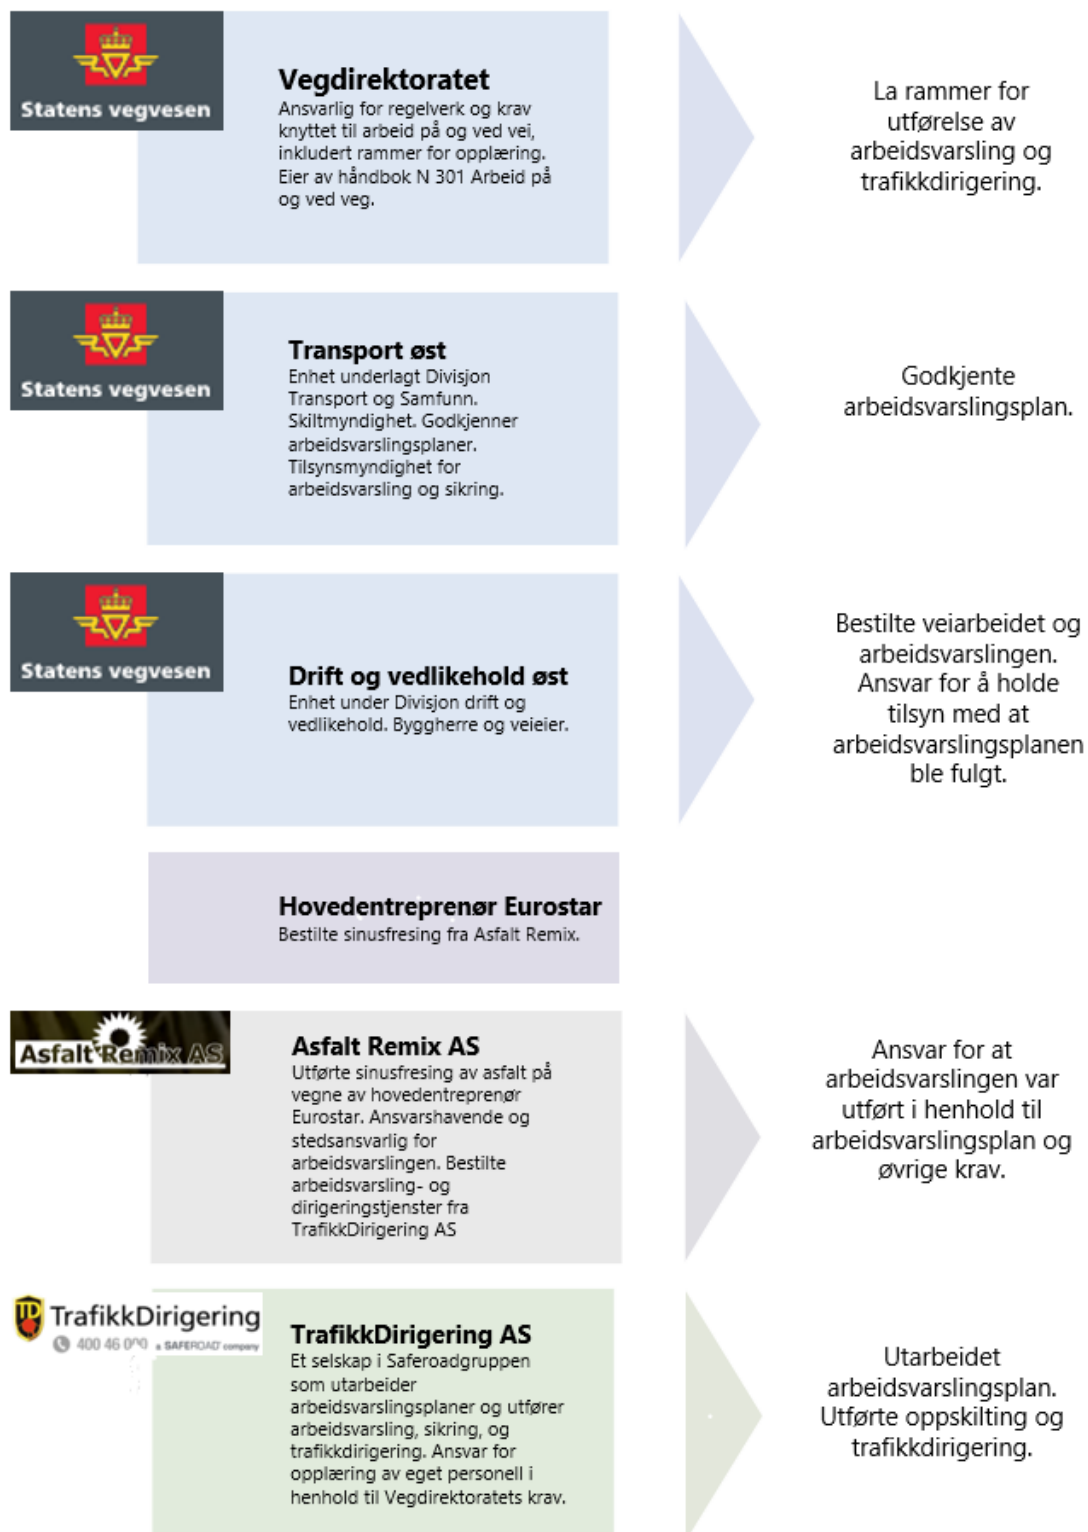 Statens vegvesen
Vegdirektoratet
Ansvarlig for regelverk og krav
knyttet til arbeid på og ved vei,
inkludert rammer for opplæring.
Eier av håndbok N 301 Arbeid på
og ved veg.
La rammer for
utførelse av
arbeidsvarsling og
trafikkdirigering.
Statens vegvesen
Transport øst
Enhet underlagt Divisjon
Transport og Samfunn.
Skiltmyndighet. Godkjenner
arbeidsvarslingsplaner.
Tilsynsmyndighet for
arbeidsvarsling og sikring.
Godkjente
arbeidsvarslingsplan.
Statens vegvesen
Drift og vedlikehold øst
Enhet under Divisjon drift og
vedlikehold. Byggherre og veieier.
Bestilte veiarbeidet og
arbeidsvarslingen.
Ansvar for å holde
tilsyn med at
arbeidsvarslingsplanen
ble fulgt.
Hovedentreprenør Eurostar
Bestilte sinusfresing fra Asfalt Remix.
Asfalt Remix AS
Asfalt Remix AS
Utførte sinusfresing av asfalt på
vegne av hovedentreprenør
Eurostar. Ansvarshavende og
stedsansvarlig for
arbeidsvarslingen. Bestilte
arbeidsvarsling- og
dirigeringstjenster fra
TrafikkDirigering AS
Ansvar for at
arbeidsvarslingen var
utført i henhold til
arbeidsvarslingsplan og
øvrige krav.
TD TrafikkDirigering
400 46 000 a SAFEROAD company
TrafikkDirigering AS
Et selskap i Saferoadgruppen
som utarbeider
arbeidsvarslingsplaner og utfører
arbeidsvarsling, sikring, og
trafikkdirigering. Ansvar for
opplæring av eget personell i
henhold til Vegdirektoratets krav.
Utarbeidet
arbeidsvarslingsplan.
Utførte oppskilting og
trafikkdirigering.